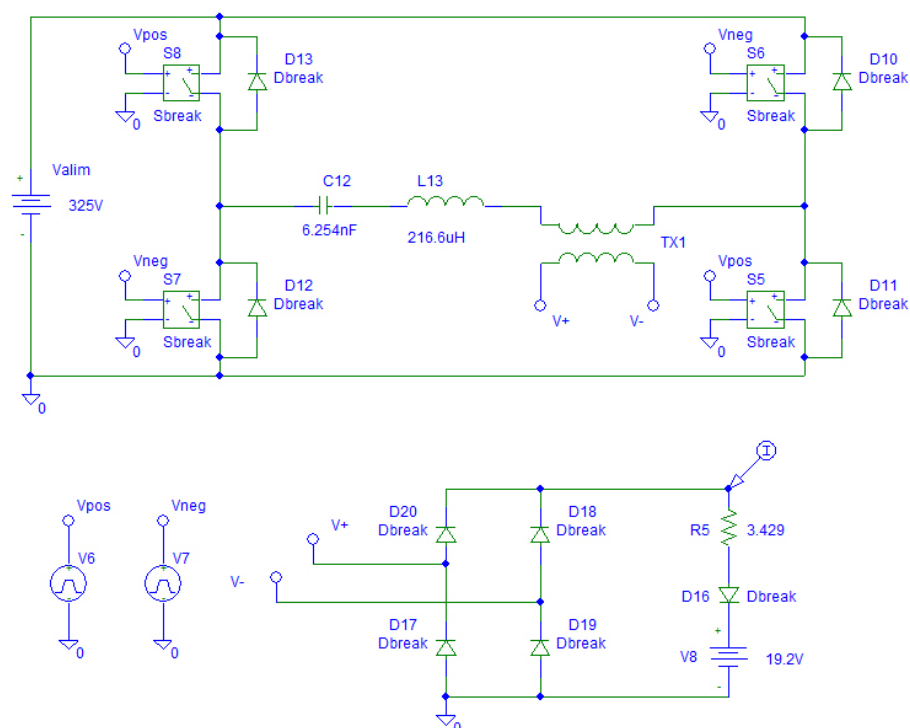 Vpos
S8
D13
Dbreak
Sbreak
0
Vneg
S6
D10
Dbreak
Sbreak
0
Valim
325V
C12
6.254nF
L13
216.6uH
TX1
V+
V-
Vneg
S7
D12
Dbreak
Sbreak
0
Vpos
S5
D11
Dbreak
Sbreak
0
0
Vpos
V6
0
Vneg
V7
0
V+
V-
D20
Dbreak
D18
Dbreak
D17
Dbreak
D19
Dbreak
I
R5
3.429
D16
Dbreak
V8
19.2V
0